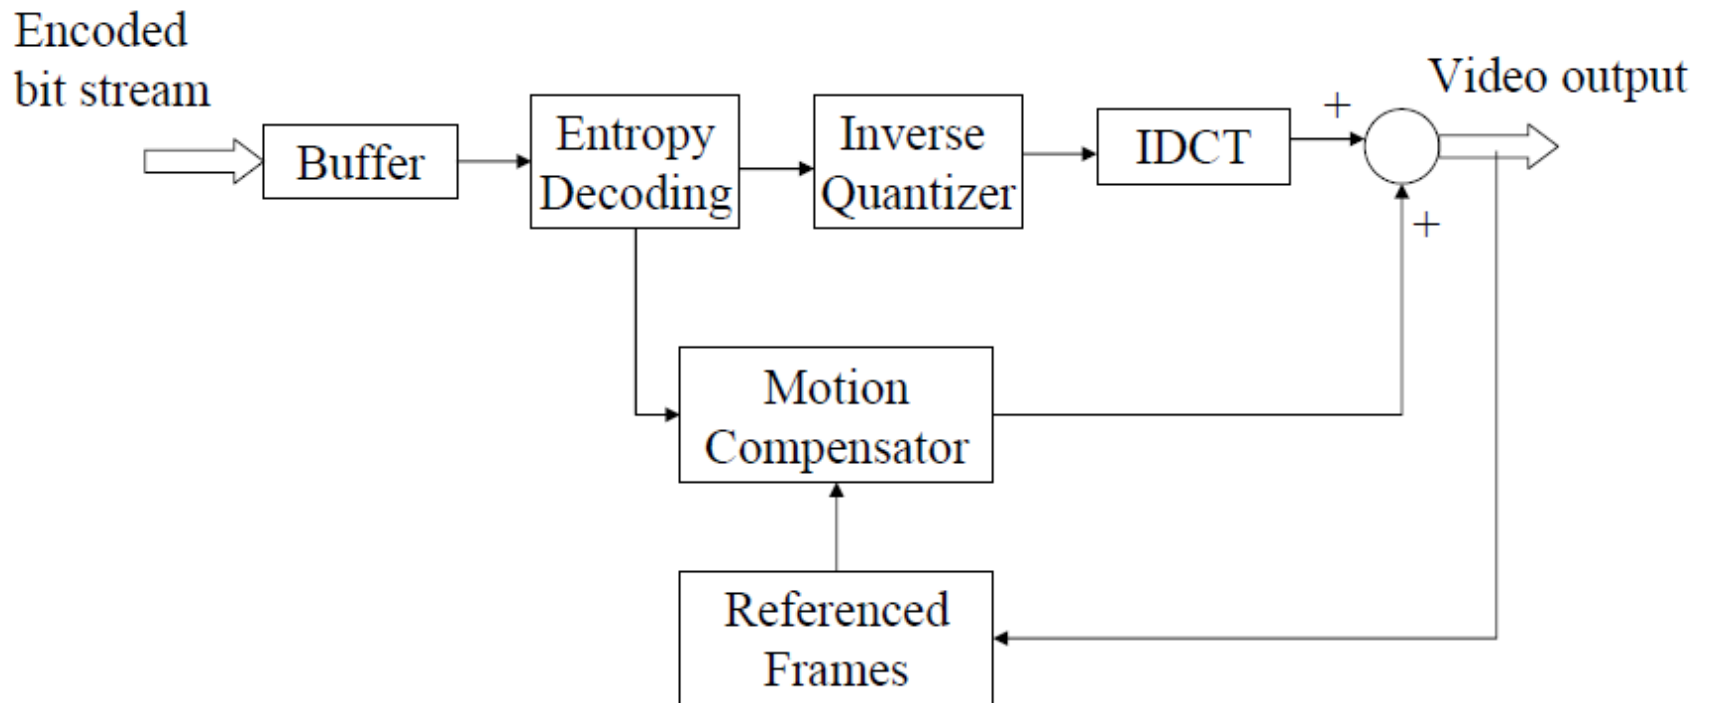 Encoded
bit stream
Video output
Buffer
Entropy
Decoding
Inverse
Quantizer
IDCT
+
+
Motion
Compensator
Referenced
Frames